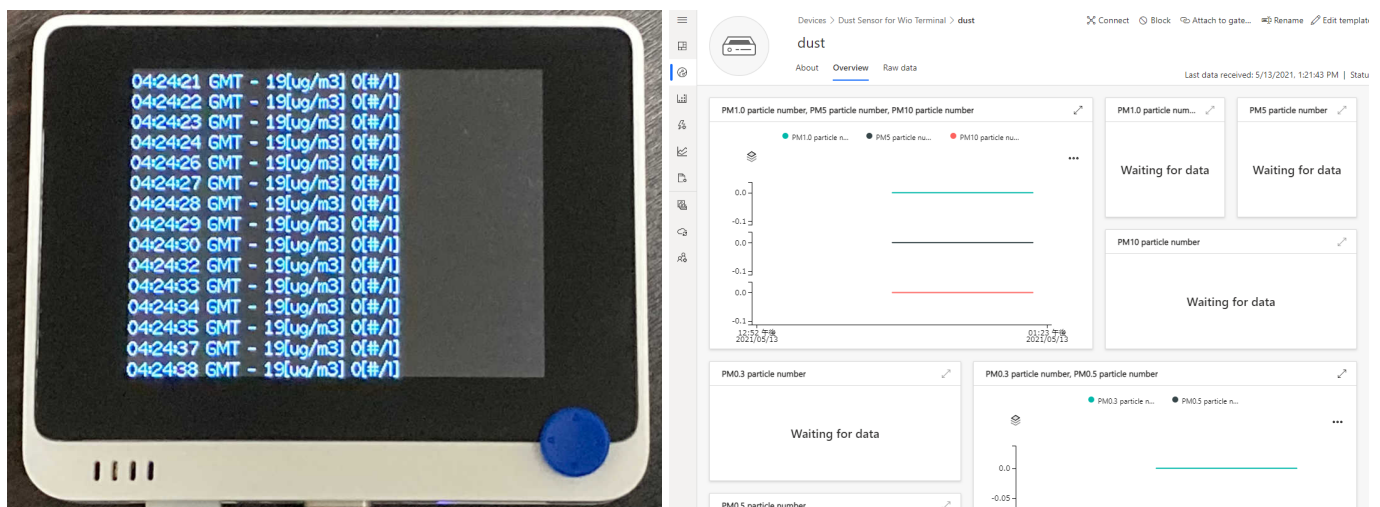 04:24:21 GMT - 19[ug/m3] 0[#/l]
04:24:22 GMT - 19[ug/m3] 0[#/l]
04:24:23 GMT - 19[ug/m3] 0[#/l]
04:24:24 GMT - 19[ug/m3] 0[#/l]
04:24:26 GMT - 19[ug/m3] 0[#/l]
04:24:27 GMT - 19[ug/m3] 0[#/l]
04:24:28 GMT - 19[ug/m3] 0[#/l]
04:24:29 GMT - 19[ug/m3] 0[#/l]
04:24:30 GMT - 19[ug/m3] 0[#/l]
04:24:32 GMT - 19[ug/m3] 0[#/l]
04:24:33 GMT - 19[ug/m3] 0[#/l]
04:24:34 GMT - 19[ug/m3] 0[#/l]
04:24:35 GMT - 19[ug/m3] 0[#/l]
04:24:37 GMT - 19[ug/m3] 0[#/l]
04:24:38 GMT - 19[ug/m3] 0[#/l]
Devices > Dust Sensor for Wio Terminal > dust
Connect Block Attach to gate... Rename Edit templat
dust
About Overview Raw data
Last data received: 5/13/2021, 1:21:43 PM | Statu
PM1.0 particle number, PM5 particle number, PM10 particle number
PM1.0 particle n... PM5 particle nu... PM10 particle nu...
...
0.0
-0.1
0.0
-0.1
0.0
-0.1
12:52 午後
2021/05/13
01:23 午後
2021/05/13
PM1.0 particle num...
Waiting for data
PM5 particle number
Waiting for data
PM10 particle number
Waiting for data
PM0.3 particle number
Waiting for data
PM0.3 particle number, PM0.5 particle number
PM0.3 particle n... PM0.5 particle n...
...
0.0
-0.05
PM0.5 particle number